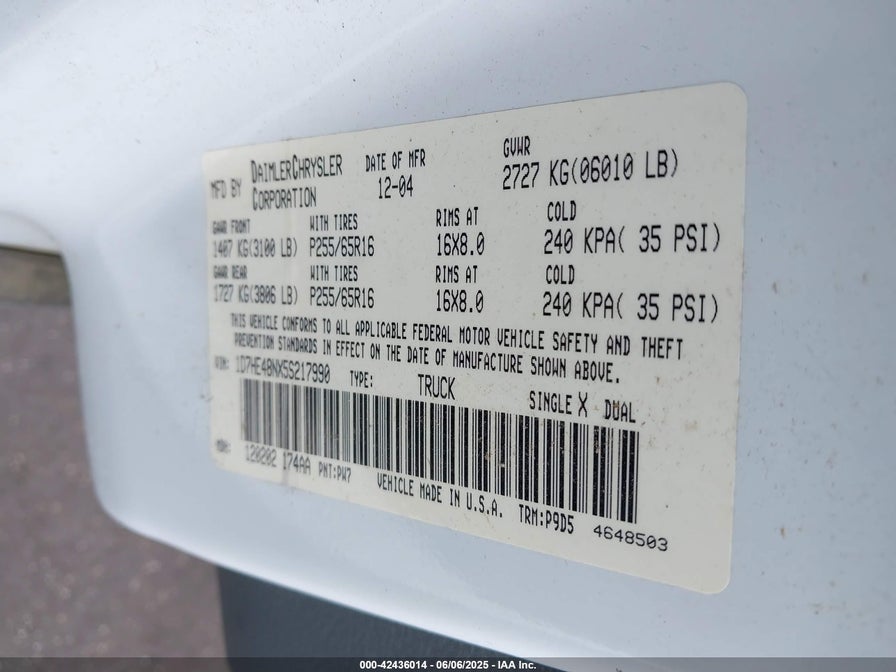 MFD BY DAIMLERCHRYSLER CORPORATION DATE OF MFR 12-04 GVWR 2727 KG(06010 LB)
GAWR FRONT WITH TIRES RIMS AT COLD
1407 KG(3100 LB) P255/65R16 16X8.0 240 KPA( 35 PSI)
GAWR REAR WITH TIRES RIMS AT COLD
1727 KG(3806 LB) P255/65R16 16X8.0 240 KPA( 35 PSI)
THIS VEHICLE CONFORMS TO ALL APPLICABLE FEDERAL MOTOR VEHICLE SAFETY AND THEFT
PREVENTION STANDARDS IN EFFECT ON THE DATE OF MANUFACTURE SHOWN ABOVE.
VIN: 1D7HE48NX5S217990 TYPE: TRUCK SINGLE X DUAL
MDH: 120202 174AA PNT:PW7 VEHICLE MADE IN U.S.A. TRM:P9D5 4648503
000-42436014 - 06/06/2025 - IAA Inc.